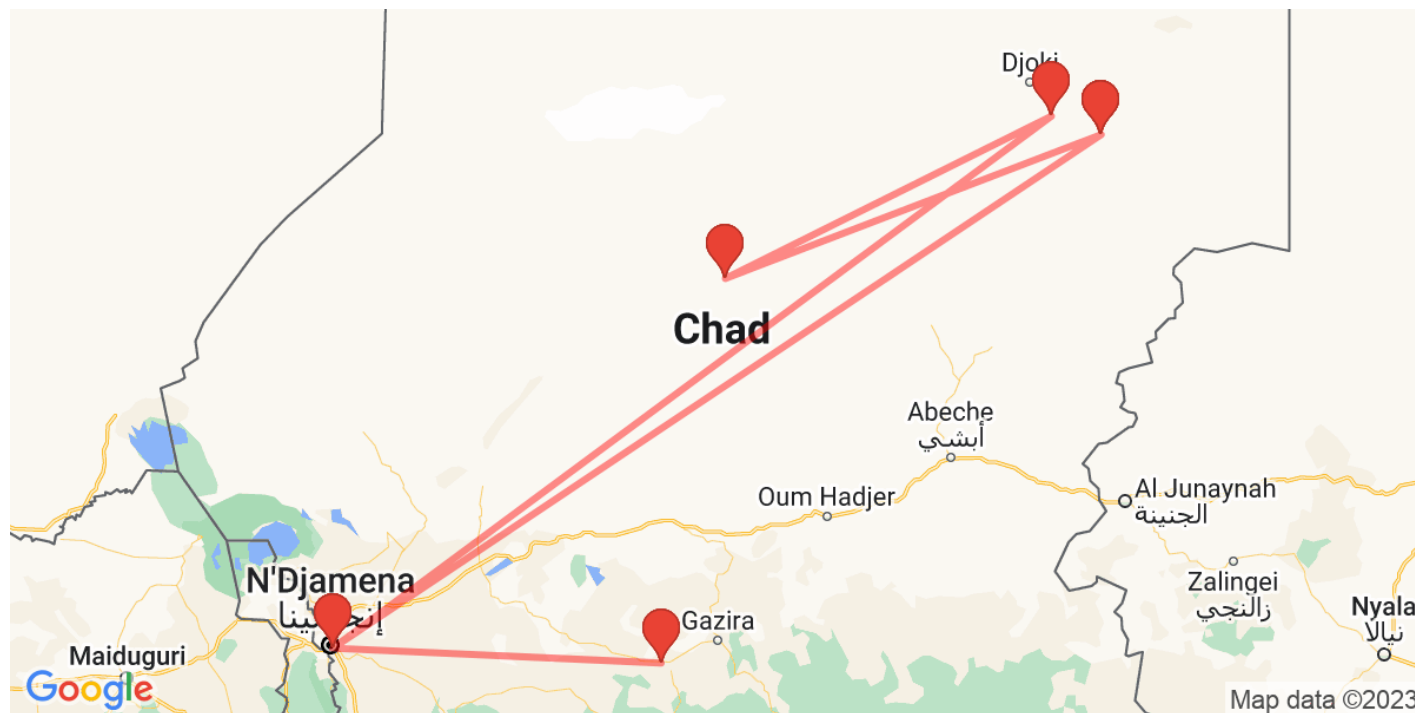 Djoki
Chad
Abeche
أبشي
Oum Hadjer
Al Junaynah
الجنينة
N'Djamena
Zalingei
زالنجي
Gazira
Nyala
نيالا
Maiduguri
Google
Map data ©2023